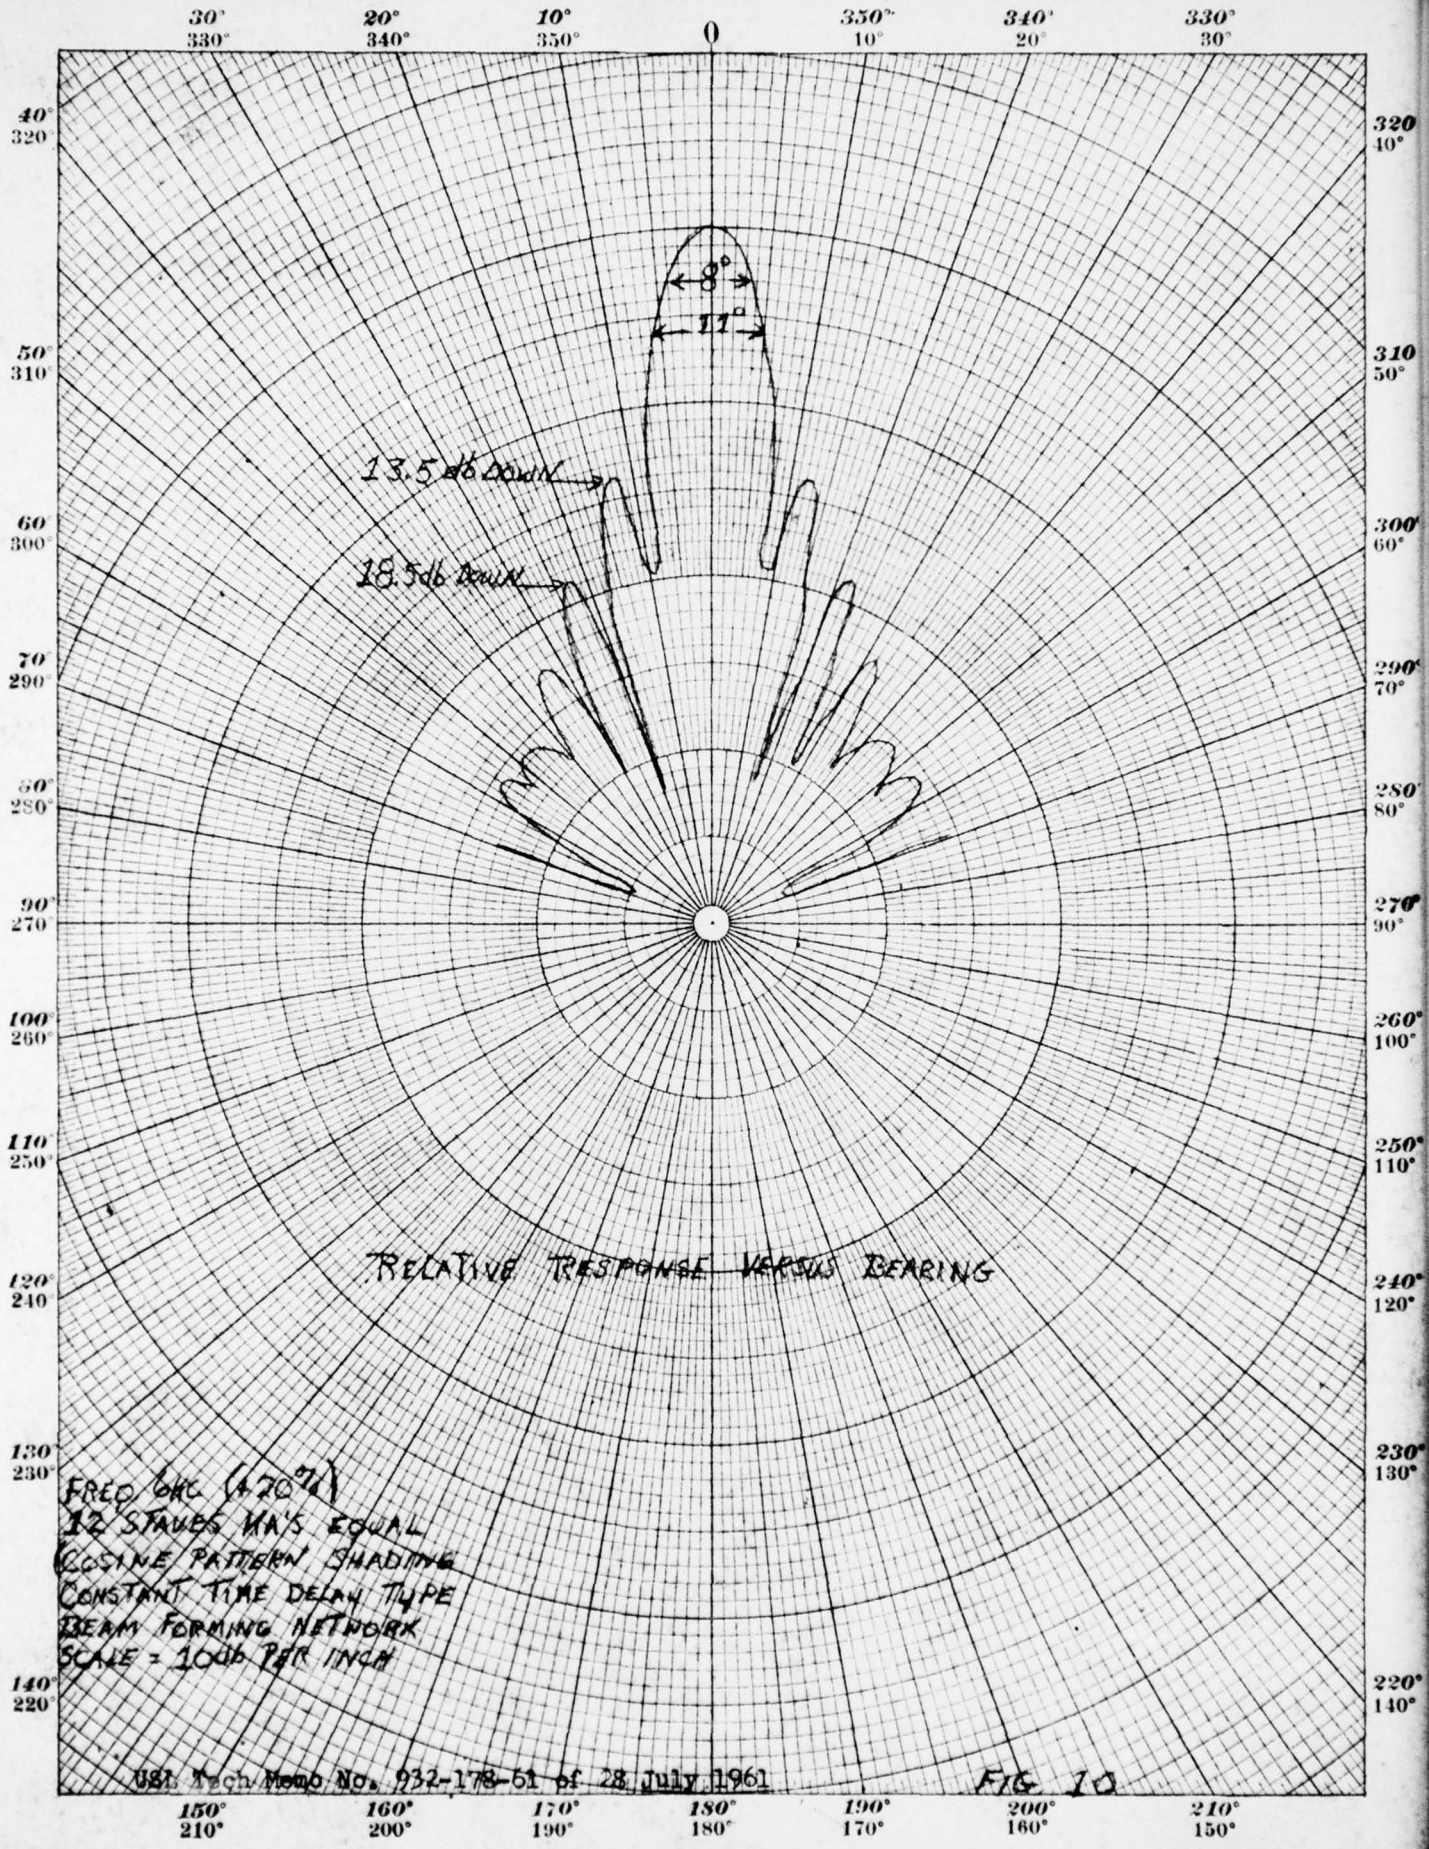 30° 20° 10° 0 350° 340° 330°
330° 340° 350° 10° 20° 30°
40° 320
320° 40°
8°
11°
50° 310
310° 50°
13.5 db DOWN
60° 300°
300° 60°
18.5 db DOWN
70° 290°
290° 70°
80° 280°
280° 80°
90° 270°
270° 90°
100° 260°
260° 100°
110° 250°
250° 110°
RELATIVE RESPONSE VERSUS BEARING
120° 240°
240° 120°
130° 230°
230° 130°
FREQ 6KC (+20%)
12 STAVES KA'S EQUAL
COSINE PATTERN SHADING
CONSTANT TIME DELAY TYPE
BEAM FORMING NETWORK
SCALE = 10db PER INCH
140° 220°
220° 140°
USL Tech Memo No. 932-178-61 of 28 July 1961 FIG 10
150° 160° 170° 180° 190° 200° 210°
210° 200° 190° 180° 170° 160° 150°